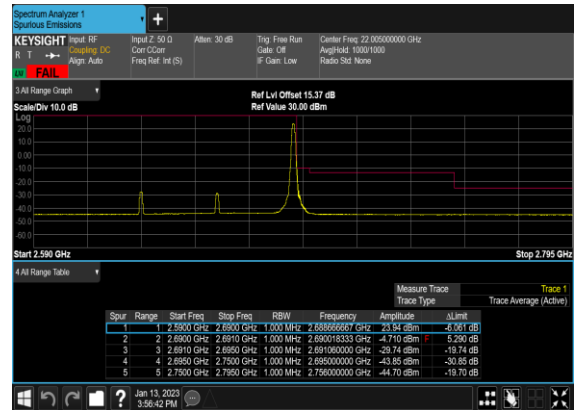 Spectrum Analyzer 1
Spurious Emissions
KEYSIGHT
R T
LXI FAIL
Input: RF
Coupling: DC
Align: Auto
Input Z: 50 Ω
Corr CCorr
Freq Ref: Int (S)
Atten: 30 dB
Trig: Free Run
Gate: Off
IF Gain: Low
Center Freq: 22.005000000 GHz
Avg|Hold: 1000/1000
Radio Std: None
3 All Range Graph
Scale/Div 10.0 dB
Ref Lvl Offset 15.37 dB
Ref Value 30.00 dBm
Log
20.0
10.0
0.00
-10.0
-20.0
-30.0
-40.0
-50.0
-60.0
Start 2.590 GHz
Stop 2.795 GHz
4 All Range Table
Measure Trace Trace 1
Trace Type Trace Average (Active)
Spur Range Start Freq Stop Freq RBW Frequency Amplitude ΔLimit
1 1 2.5900 GHz 2.6900 GHz 1.000 MHz 2.688666667 GHz 23.94 dBm -6.061 dB
2 2 2.6900 GHz 2.6910 GHz 1.000 MHz 2.690018333 GHz -4.710 dBm F 5.290 dB
3 3 2.6910 GHz 2.6950 GHz 1.000 MHz 2.691060000 GHz -29.74 dBm -19.74 dB
4 4 2.6950 GHz 2.7500 GHz 1.000 MHz 2.695000000 GHz -43.85 dBm -30.85 dB
5 5 2.7500 GHz 2.7950 GHz 1.000 MHz 2.756000000 GHz -44.70 dBm -19.70 dB
?
Jan 13, 2023
3:56:42 PM